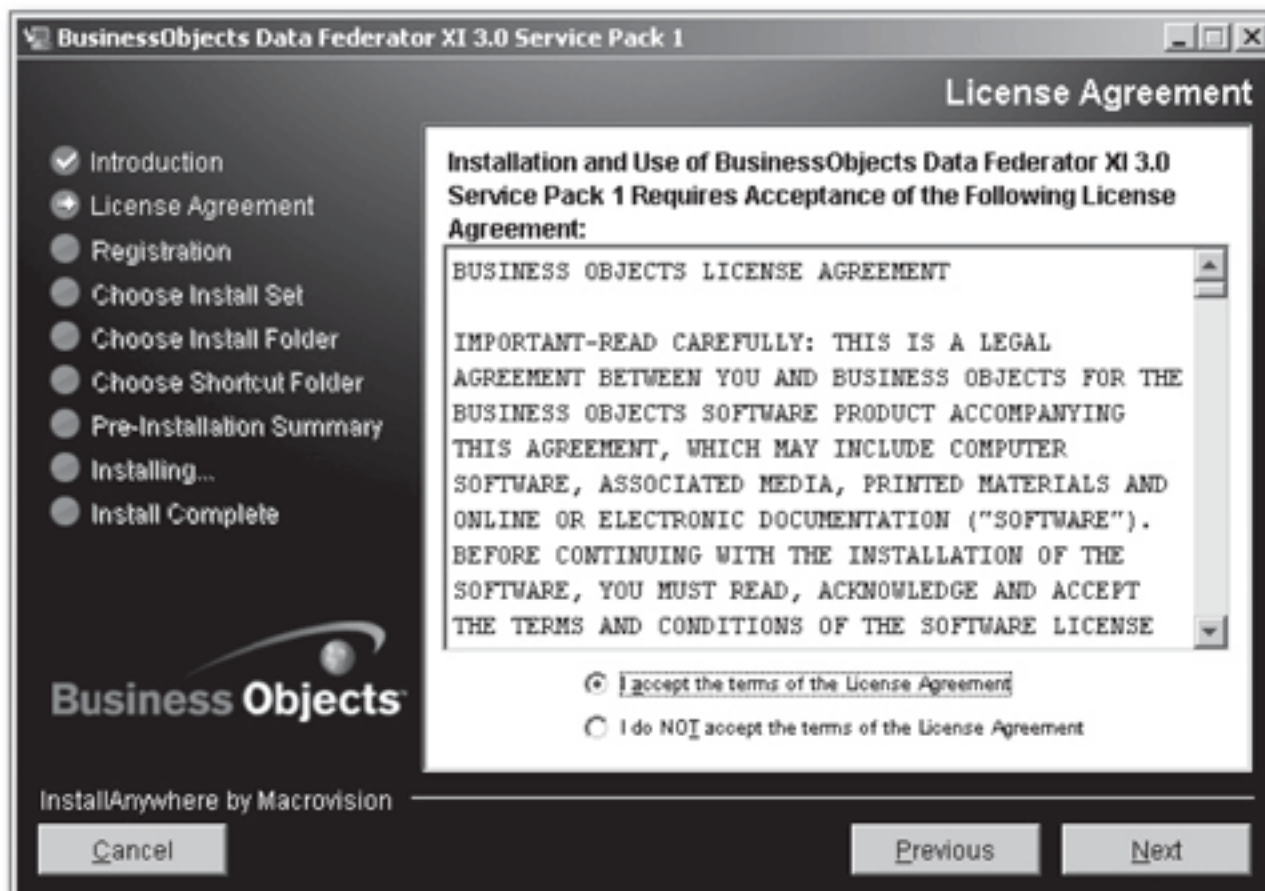 BusinessObjects Data Federator XI 3.0 Service Pack 1
License Agreement
Introduction
License Agreement
Registration
Choose Install Set
Choose Install Folder
Choose Shortcut Folder
Pre-Installation Summary
Installing...
Install Complete
Business Objects
Installation and Use of BusinessObjects Data Federator XI 3.0
Service Pack 1 Requires Acceptance of the Following License
Agreement:
BUSINESS OBJECTS LICENSE AGREEMENT
IMPORTANT-READ CAREFULLY: THIS IS A LEGAL
AGREEMENT BETWEEN YOU AND BUSINESS OBJECTS FOR THE
BUSINESS OBJECTS SOFTWARE PRODUCT ACCOMPANYING
THIS AGREEMENT, WHICH MAY INCLUDE COMPUTER
SOFTWARE, ASSOCIATED MEDIA, PRINTED MATERIALS AND
ONLINE OR ELECTRONIC DOCUMENTATION ("SOFTWARE").
BEFORE CONTINUING WITH THE INSTALLATION OF THE
SOFTWARE, YOU MUST READ, ACKNOWLEDGE AND ACCEPT
THE TERMS AND CONDITIONS OF THE SOFTWARE LICENSE
I accept the terms of the License Agreement
I do NOT accept the terms of the License Agreement
InstallAnywhere by Macrovision
Cancel
Previous
Next